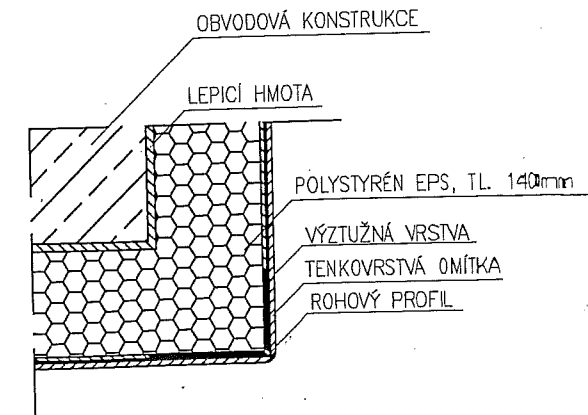 OBVODOVÁ KONSTRUKCE
LEPICÍ HMOTA
POLYSTYRÉN EPS, TL. 140mm
VÝZTUŽNÁ VRSTVA
TENKOVRSTVÁ OMÍTKA
ROHOVÝ PROFIL